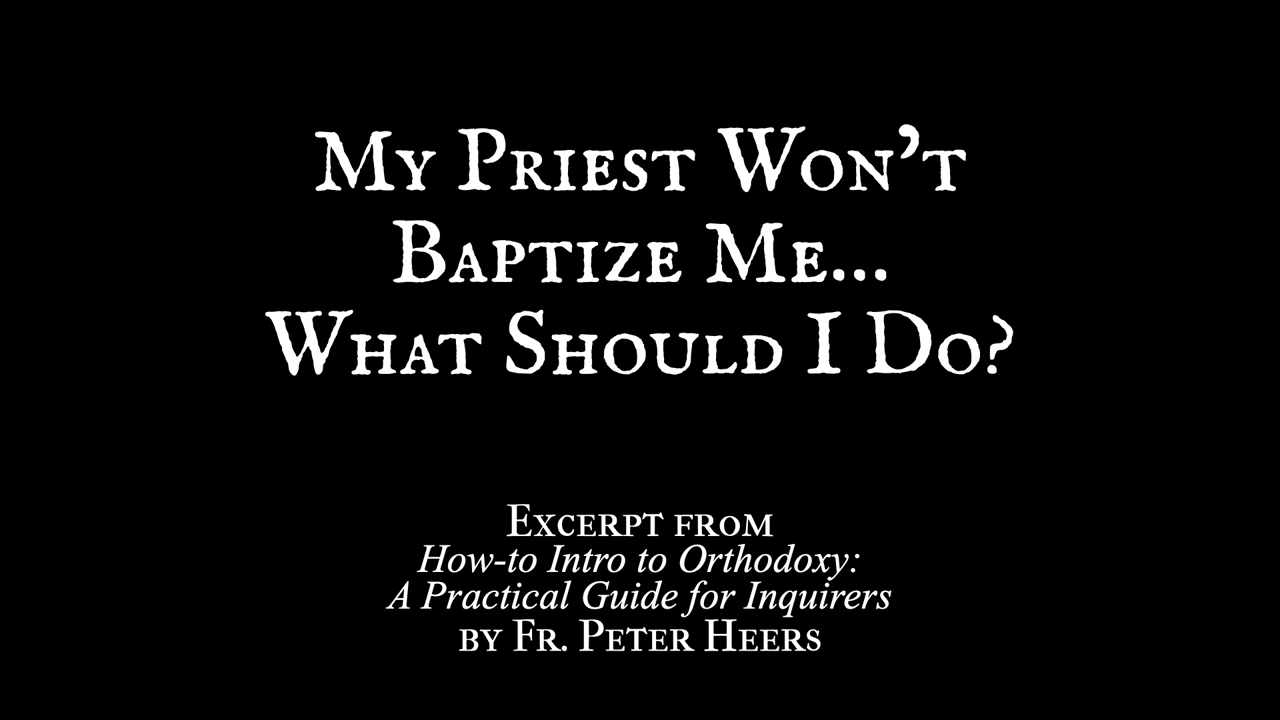 My Priest Won't
Baptize Me...
What Should I Do?
Excerpt from
How-to Intro to Orthodoxy:
A Practical Guide for Inquirers
by Fr. Peter Heers